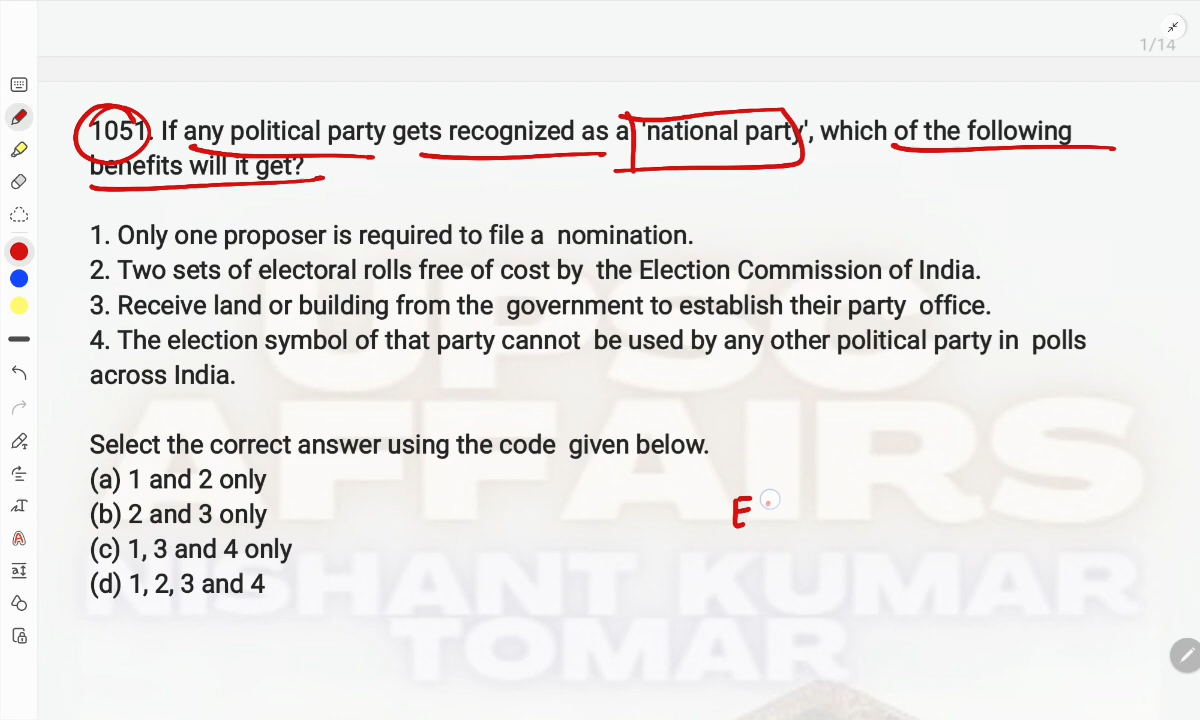 1/14
1051. If any political party gets recognized as a 'national party', which of the following
benefits will it get?
1. Only one proposer is required to file a nomination.
2. Two sets of electoral rolls free of cost by the Election Commission of India.
3. Receive land or building from the government to establish their party office.
4. The election symbol of that party cannot be used by any other political party in polls
across India.
Select the correct answer using the code given below.
(a) 1 and 2 only
(b) 2 and 3 only
(c) 1, 3 and 4 only
(d) 1, 2, 3 and 4
E
UPSC
AFFAIRS
NISHANT KUMAR
TOMAR